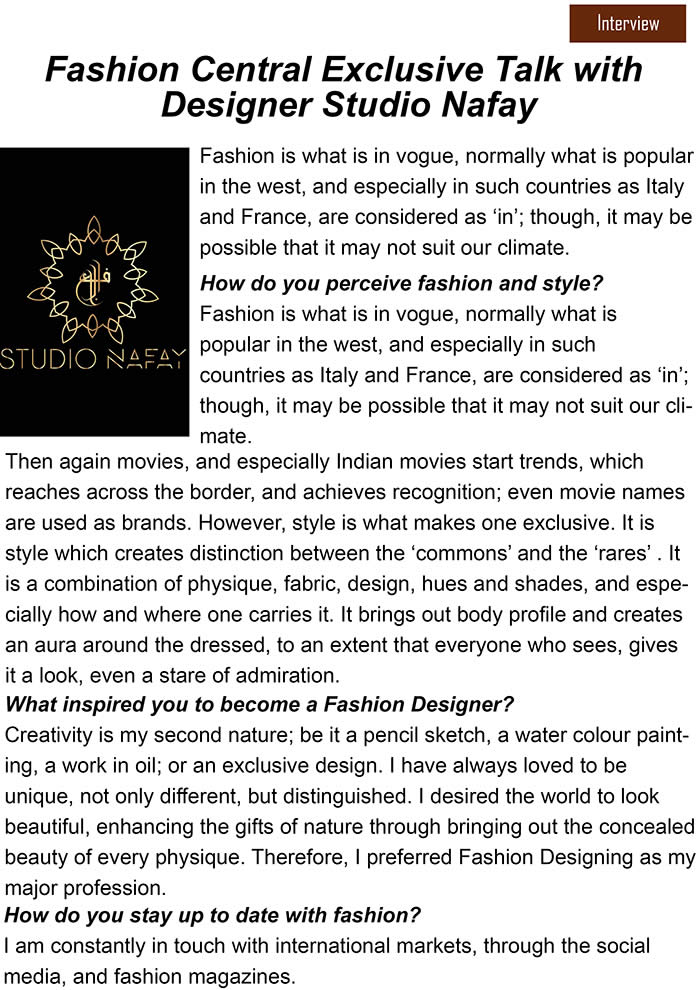 Interview
Fashion Central Exclusive Talk with
Designer Studio Nafay
STUDIO NAFAY
Fashion is what is in vogue, normally what is popular
in the west, and especially in such countries as Italy
and France, are considered as ‘in’; though, it may be
possible that it may not suit our climate.
How do you perceive fashion and style?
Fashion is what is in vogue, normally what is
popular in the west, and especially in such
countries as Italy and France, are considered as ‘in’;
though, it may be possible that it may not suit our cli-
mate.
Then again movies, and especially Indian movies start trends, which
reaches across the border, and achieves recognition; even movie names
are used as brands. However, style is what makes one exclusive. It is
style which creates distinction between the ‘commons’ and the ‘rares’ . It
is a combination of physique, fabric, design, hues and shades, and espe-
cially how and where one carries it. It brings out body profile and creates
an aura around the dressed, to an extent that everyone who sees, gives
it a look, even a stare of admiration.
What inspired you to become a Fashion Designer?
Creativity is my second nature; be it a pencil sketch, a water colour paint-
ing, a work in oil; or an exclusive design. I have always loved to be
unique, not only different, but distinguished. I desired the world to look
beautiful, enhancing the gifts of nature through bringing out the concealed
beauty of every physique. Therefore, I preferred Fashion Designing as my
major profession.
How do you stay up to date with fashion?
I am constantly in touch with international markets, through the social
media, and fashion magazines.